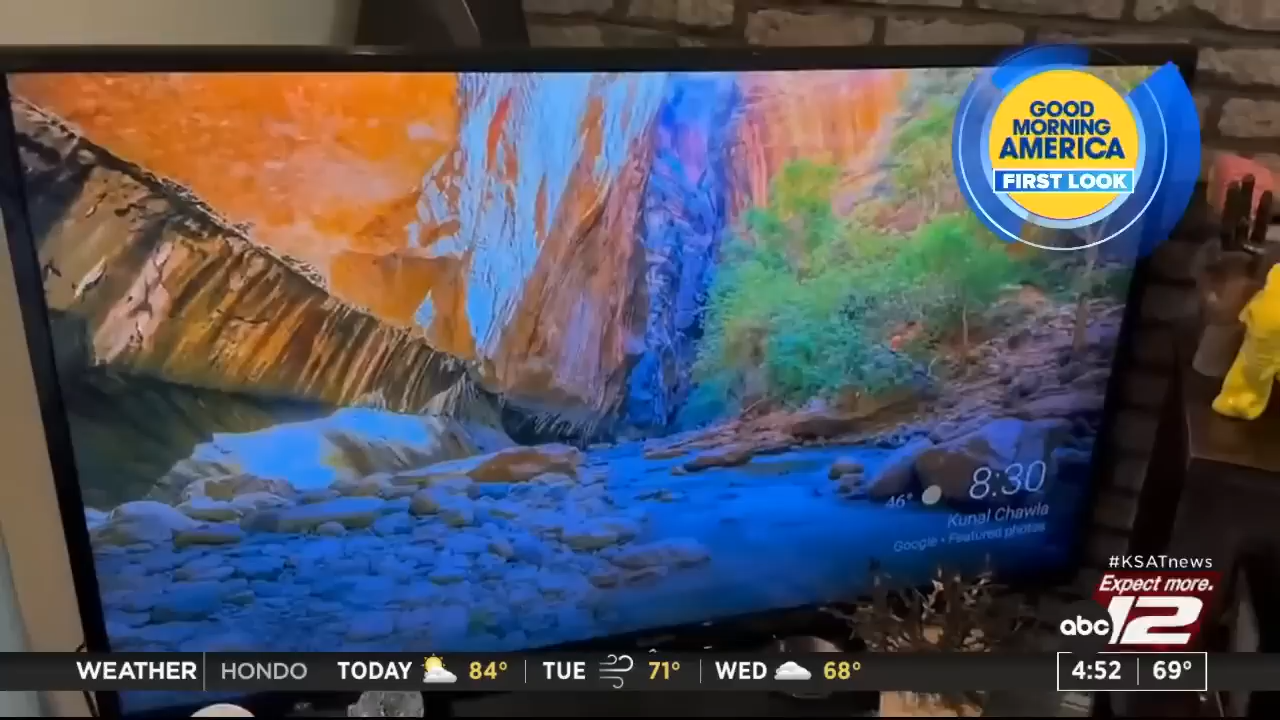 GOOD
MORNING
AMERICA
FIRST LOOK
8:30
46°
Kunal Chawla
Google • Featured photos
#KSATnews
Expect more.
abc 12
WEATHER HONDO TODAY 84° TUE 71° WED 68° 4:52 69°